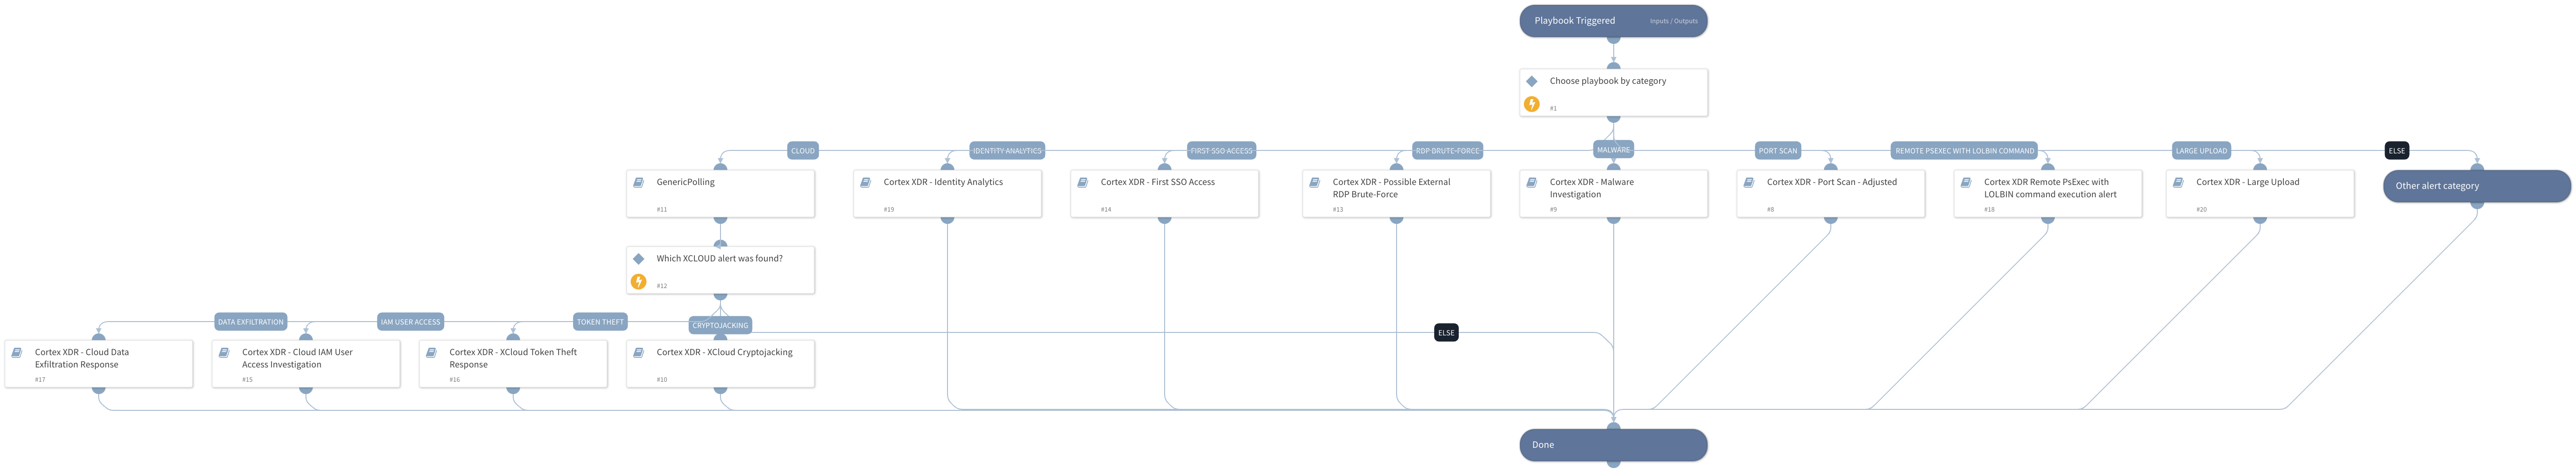 Playbook Triggered
Inputs / Outputs
Choose playbook by category
#1
CLOUD
IDENTITY ANALYTICS
FIRST SSO ACCESS
RDP BRUTE-FORCE
MALWARE
PORT SCAN
REMOTE PSEXEC WITH LOLBIN COMMAND
LARGE UPLOAD
ELSE
GenericPolling
#11
Cortex XDR - Identity Analytics
#19
Cortex XDR - First SSO Access
#14
Cortex XDR - Possible External
RDP Brute-Force
#13
Cortex XDR - Malware
Investigation
#9
Cortex XDR - Port Scan - Adjusted
#8
Cortex XDR Remote PsExec with
LOLBIN command execution alert
#18
Cortex XDR - Large Upload
#20
Other alert category
Which XCLOUD alert was found?
#12
DATA EXFILTRATION
IAM USER ACCESS
TOKEN THEFT
CRYPTOJACKING
ELSE
Cortex XDR - Cloud Data
Exfiltration Response
#17
Cortex XDR - Cloud IAM User
Access Investigation
#15
Cortex XDR - XCloud Token Theft
Response
#16
Cortex XDR - XCloud Cryptojacking
#10
Done